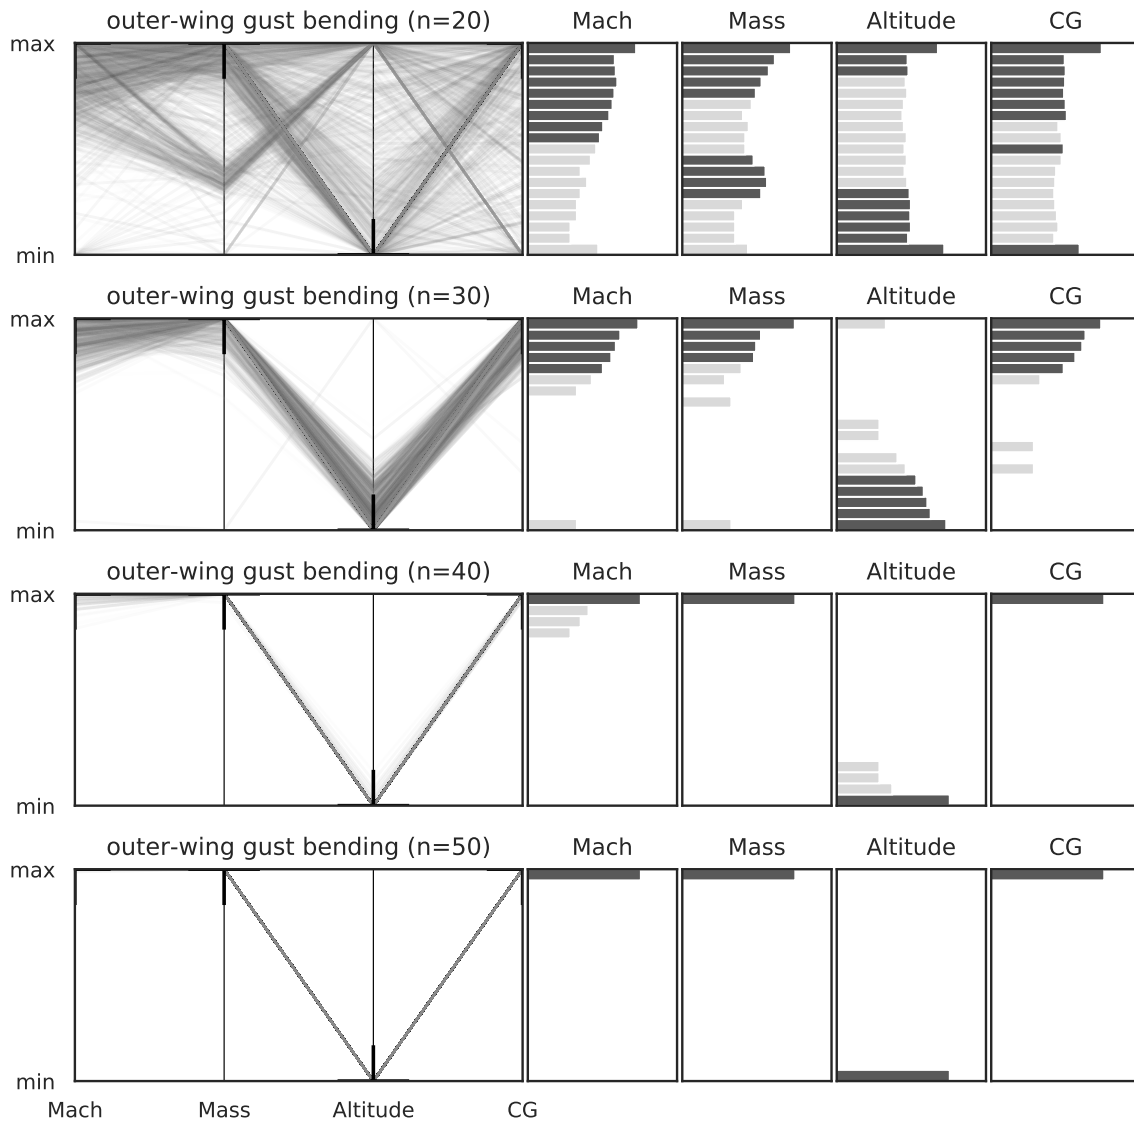 outer-wing gust bending (n=20) Mach Mass Altitude CG
max
min
outer-wing gust bending (n=30) Mach Mass Altitude CG
max
min
outer-wing gust bending (n=40) Mach Mass Altitude CG
max
min
outer-wing gust bending (n=50) Mach Mass Altitude CG
max
min
Mach Mass Altitude CG